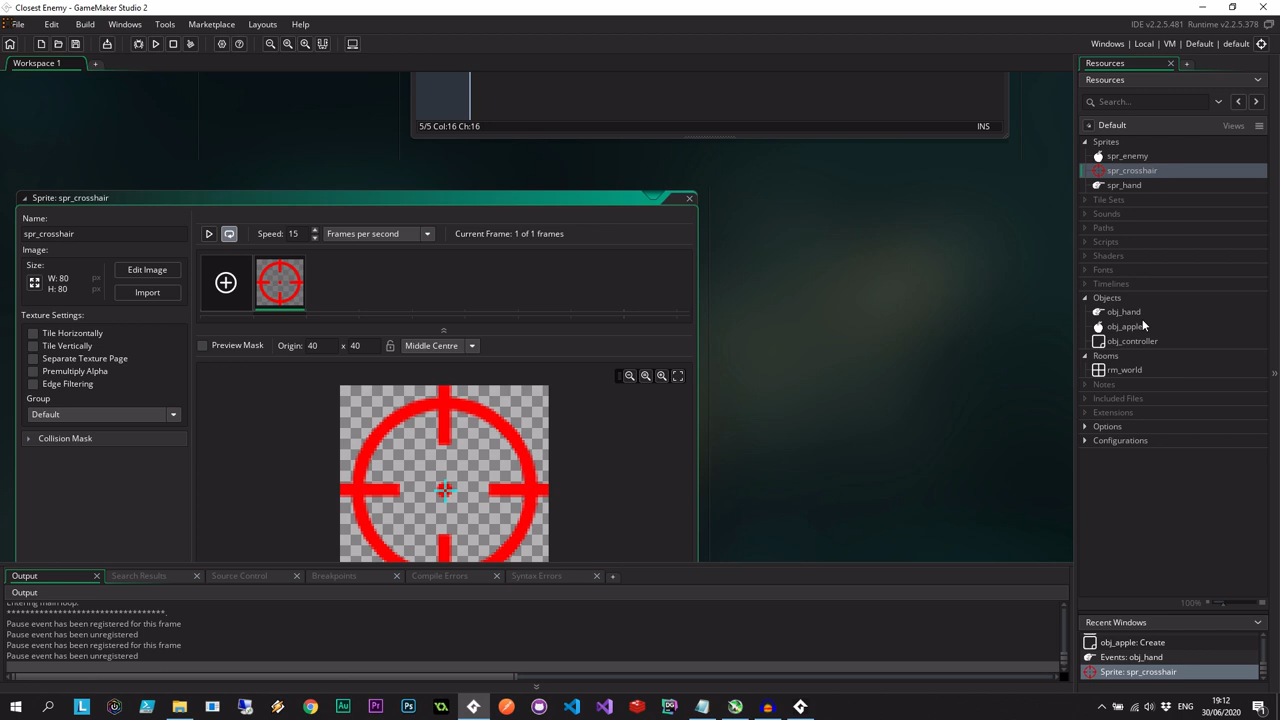 Closest Enemy - GameMaker Studio 2
File Edit Build Windows Tools Marketplace Layouts Help
IDE v2.2.5.481 Runtime v2.2.5.378
Windows | Local | VM | Default | default
Workspace 1
Resources
Resources
Search...
Default
Views
Sprites
spr_enemy
spr_crosshair
spr_hand
Tile Sets
Sounds
Paths
Scripts
Shaders
Fonts
Timelines
Objects
obj_hand
obj_apple
obj_controller
Rooms
rm_world
Notes
Included Files
Extensions
Options
Configurations
100%
Recent Windows
obj_apple: Create
Events: obj_hand
Sprite: spr_crosshair
5/5 Col:16 Ch:16
INS
Sprite: spr_crosshair
Name:
spr_crosshair
Image:
Size:
W: 80 px
H: 80 px
Edit Image
Import
Texture Settings:
Tile Horizontally
Tile Vertically
Separate Texture Page
Premultiply Alpha
Edge Filtering
Group
Default
Collision Mask
Speed: 15
Frames per second
Current Frame: 1 of 1 frames
Preview Mask
Origin: 40 x 40
Middle Centre
Output
Search Results
Source Control
Breakpoints
Compile Errors
Syntax Errors
Output
Entering main loop.
**************************************.
Pause event has been registered for this frame
Pause event has been unregistered
Pause event has been registered for this frame
Pause event has been unregistered
L
Au
Pr
Ps
ENG
19:12
30/06/2020